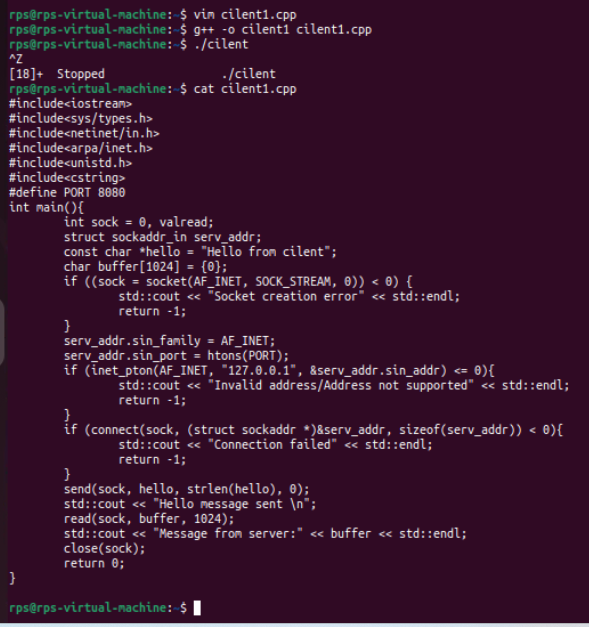 rps@rps-virtual-machine:~$ vim cilent1.cpp
rps@rps-virtual-machine:~$ g++ -o cilent1 cilent1.cpp
rps@rps-virtual-machine:~$ ./cilent
^Z
[18]+  Stopped                 ./cilent
rps@rps-virtual-machine:~$ cat cilent1.cpp
#include<iostream>
#include<sys/types.h>
#include<netinet/in.h>
#include<arpa/inet.h>
#include<unistd.h>
#include<cstring>
#define PORT 8080
int main(){
        int sock = 0, valread;
        struct sockaddr_in serv_addr;
        const char *hello = "Hello from cilent";
        char buffer[1024] = {0};
        if ((sock = socket(AF_INET, SOCK_STREAM, 0)) < 0) {
                std::cout << "Socket creation error" << std::endl;
                return -1;
        }
        serv_addr.sin_family = AF_INET;
        serv_addr.sin_port = htons(PORT);
        if (inet_pton(AF_INET, "127.0.0.1", &serv_addr.sin_addr) <= 0){
                std::cout << "Invalid address/Address not supported" << std::endl;
                return -1;
        }
        if (connect(sock, (struct sockaddr *)&serv_addr, sizeof(serv_addr)) < 0){
                std::cout << "Connection failed" << std::endl;
                return -1;
        }
        send(sock, hello, strlen(hello), 0);
        std::cout << "Hello message sent \n";
        read(sock, buffer, 1024);
        std::cout << "Message from server:" << buffer << std::endl;
        close(sock);
        return 0;
}
rps@rps-virtual-machine:~$